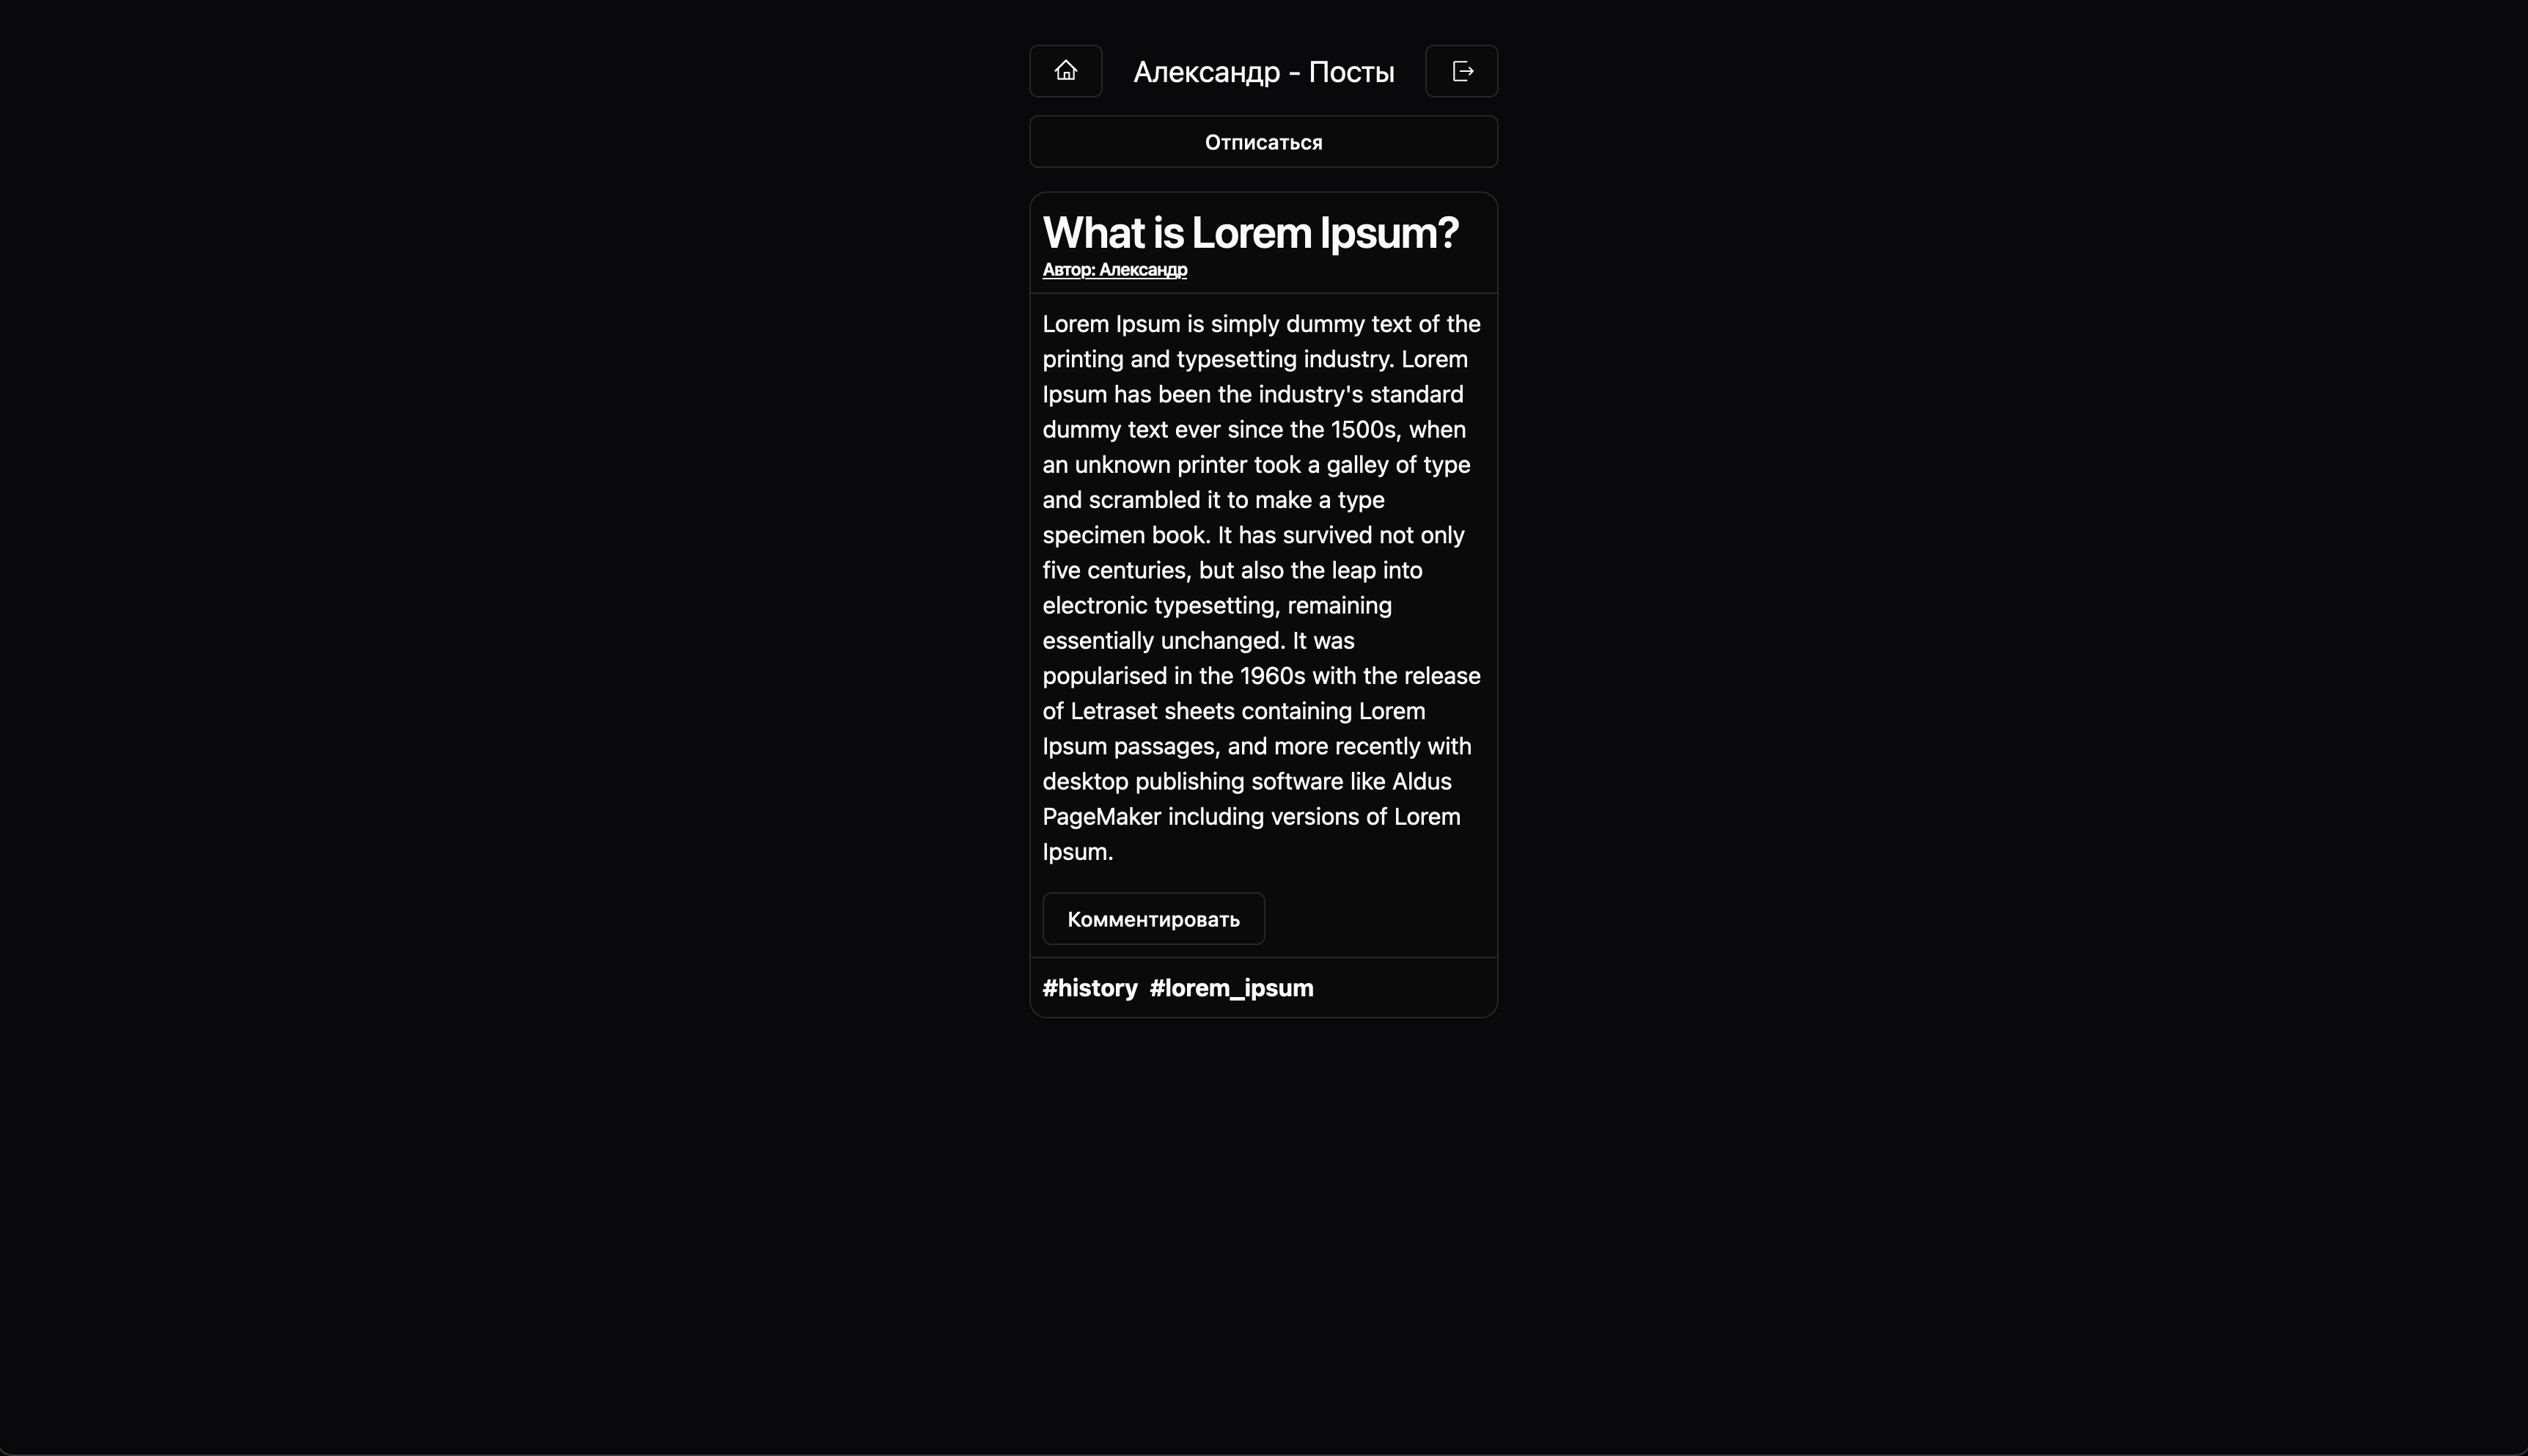 Александр - Посты
Отписаться
What is Lorem Ipsum?
Автор: Александр
Lorem Ipsum is simply dummy text of the
printing and typesetting industry. Lorem
Ipsum has been the industry's standard
dummy text ever since the 1500s, when
an unknown printer took a galley of type
and scrambled it to make a type
specimen book. It has survived not only
five centuries, but also the leap into
electronic typesetting, remaining
essentially unchanged. It was
popularised in the 1960s with the release
of Letraset sheets containing Lorem
Ipsum passages, and more recently with
desktop publishing software like Aldus
PageMaker including versions of Lorem
Ipsum.
Комментировать
#history #lorem_ipsum